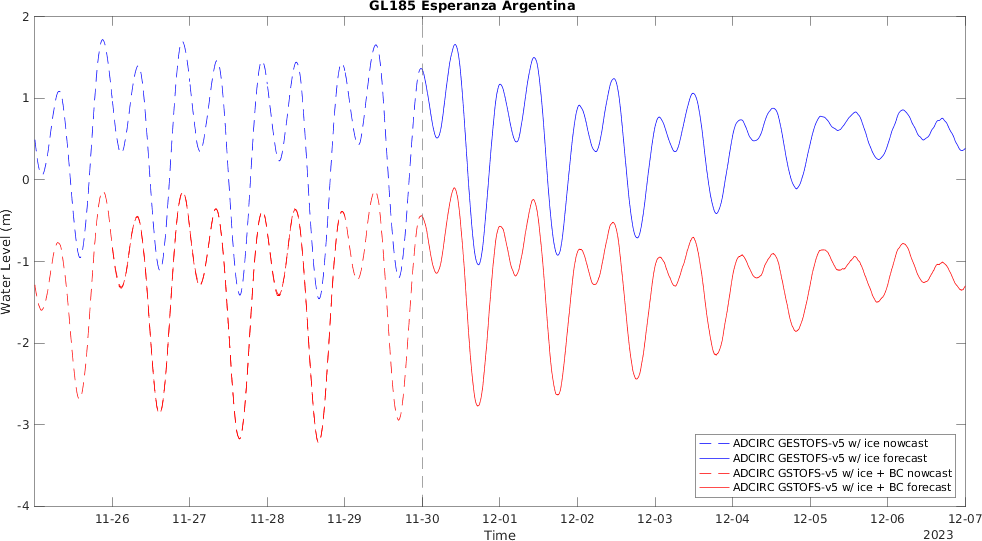 GL185 Esperanza Argentina
2
1
0
-1
-2
-3
-4
Water Level (m)
ADCIRC GESTOFS-v5 w/ ice nowcast
ADCIRC GESTOFS-v5 w/ ice forecast
ADCIRC GSTOFS-v5 w/ ice + BC nowcast
ADCIRC GSTOFS-v5 w/ ice + BC forecast
11-26 11-27 11-28 11-29 11-30 12-01 12-02 12-03 12-04 12-05 12-06 12-07
Time
2023